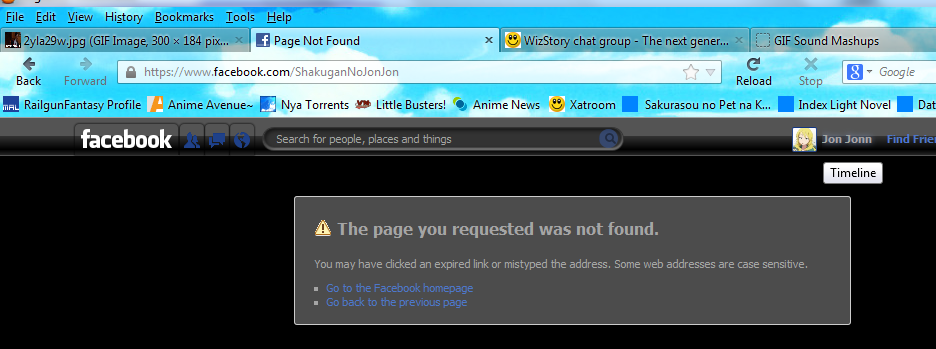 File Edit View History Bookmarks Tools Help
2yla29w.jpg (GIF Image, 300 × 184 pix... × Page Not Found × WizStory chat group - The next gener... × GIF Sound Mashups
https://www.facebook.com/ShakuganNoJonJon Google
Back Forward Reload Stop
MAL RailgunFantasy Profile Anime Avenue~ Nya Torrents Little Busters! Anime News Xatroom Sakurasou no Pet na K... Index Light Novel Dat
facebook Search for people, places and things Jon Jonn Find Frie
Timeline
The page you requested was not found.
You may have clicked an expired link or mistyped the address. Some web addresses are case sensitive.
Go to the Facebook homepage
Go back to the previous page